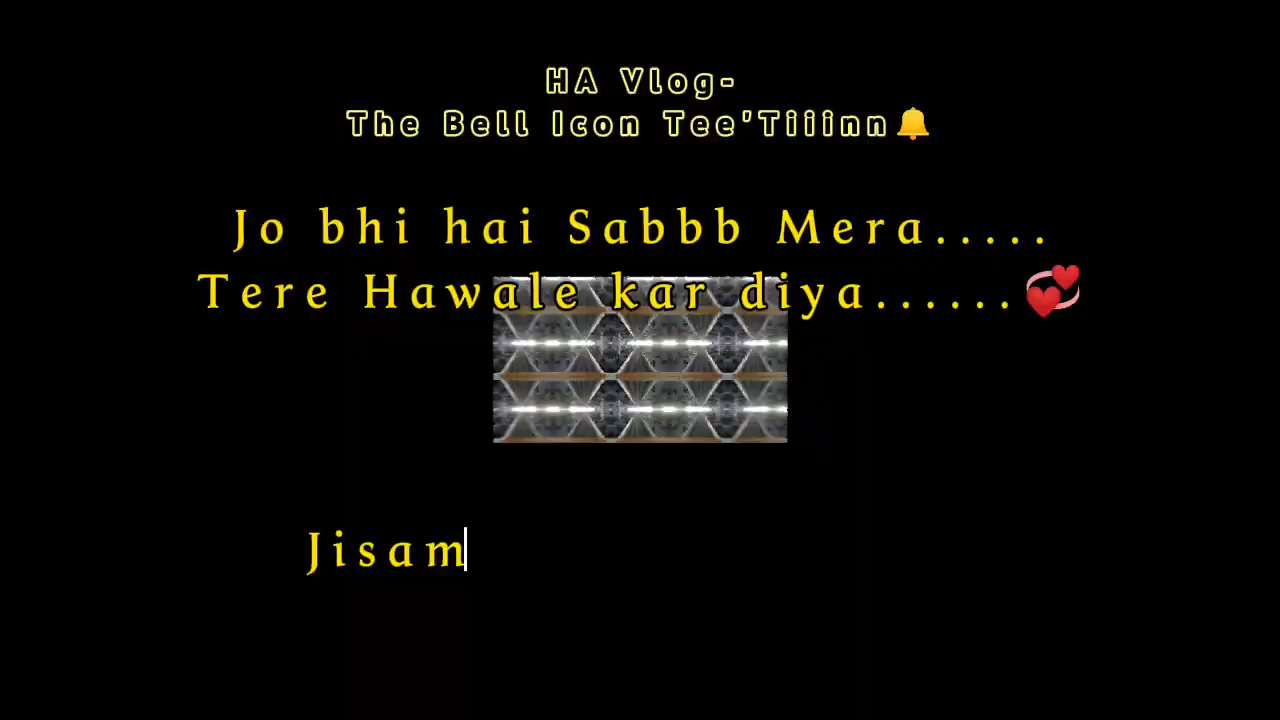 HA Vlog-
The Bell Icon Tee'Tiiinn🔔
Jo bhi hai Sabbb Mera.....
Tere Hawale kar diya......💞
Jisam